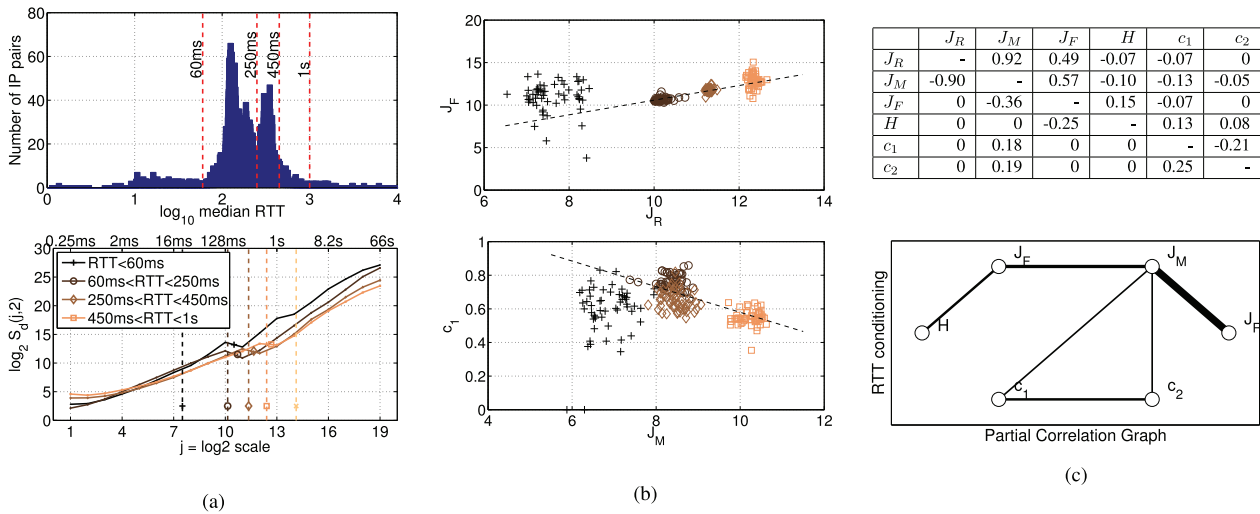 80
60
40
20
0
0
1
2
3
4
Number of IP pairs
60ms
250ms
450ms
1s
log10 median RTT
0.25ms 2ms 16ms 128ms 1s 8.2s 66s
30
25
20
15
10
5
0
log2 Sd(j,2)
RTT<60ms
60ms<RTT<250ms
250ms<RTT<450ms
450ms<RTT<1s
1 4 7 10 13 16 19
j = log2 scale
(a)
20
15
10
5
0
JF
6 8 10 12 14
JR
1
0.8
0.6
0.4
0.2
0
c1
4 6 8 10 12
JM
(b)
JR JM JF H c1 c2
JR - 0.92 0.49 -0.07 -0.07 0
JM -0.90 - 0.57 -0.10 -0.13 -0.05
JF 0 -0.36 - 0.15 -0.07 0
H 0 0 -0.25 - 0.13 0.08
c1 0 0.18 0 0 - -0.21
c2 0 0.19 0 0 0.25 -
RTT conditioning
JF
JM
H
JR
c1
c2
Partial Correlation Graph
(c)